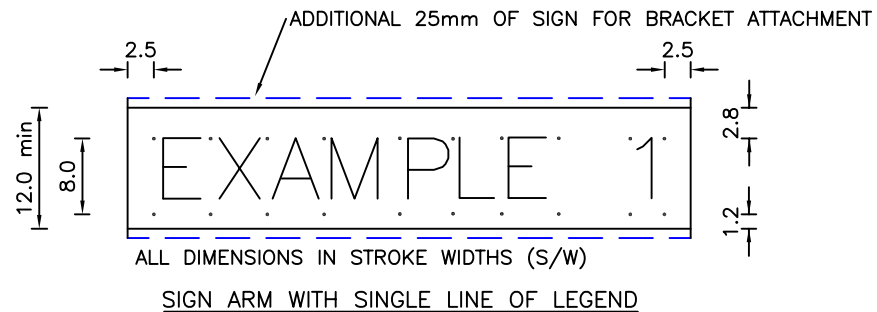 ADDITIONAL 25mm OF SIGN FOR BRACKET ATTACHMENT
2.5
2.5
12.0 min
8.0
EXAMPLE 1
2.8
1.2
ALL DIMENSIONS IN STROKE WIDTHS (S/W)
SIGN ARM WITH SINGLE LINE OF LEGEND